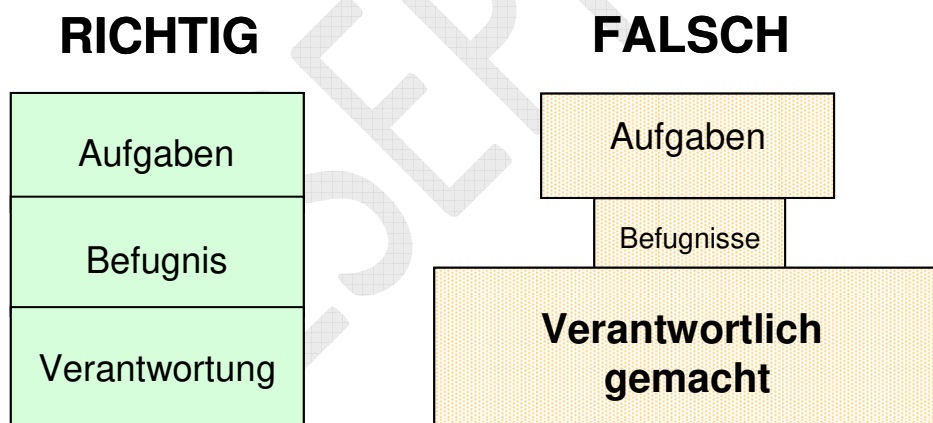 RICHTIG
Aufgaben
Befugnis
Verantwortung
FALSCH
Aufgaben
Befugnisse
Verantwortlich
gemacht